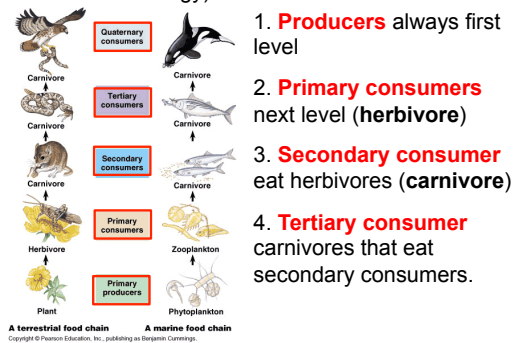 Quaternary
consumers
Carnivore
Carnivore
Tertiary
consumers
Carnivore
Carnivore
Secondary
consumers
Carnivore
Carnivore
Primary
consumers
Herbivore
Zooplankton
Primary
producers
Plant
Phytoplankton
A terrestrial food chain
A marine food chain
Copyright © Pearson Education, Inc., publishing as Benjamin Cummings.
1. Producers always first
level
2. Primary consumers
next level (herbivore)
3. Secondary consumer
eat herbivores (carnivore)
4. Tertiary consumer
carnivores that eat
secondary consumers.